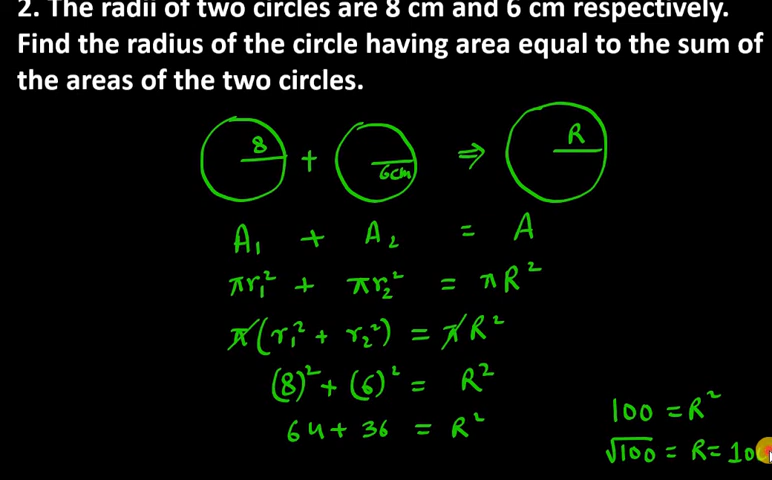 2. The radii of two circles are 8 cm and 6 cm respectively.
Find the radius of the circle having area equal to the sum of
the areas of the two circles.
8 + 6cm ⇒ R
A₁ + A₂ = A
πr₁² + πr₂² = πR²
π(r₁² + r₂²) = πR²
(8)² + (6)² = R²
64 + 36 = R²
100 = R²
√100 = R = 10